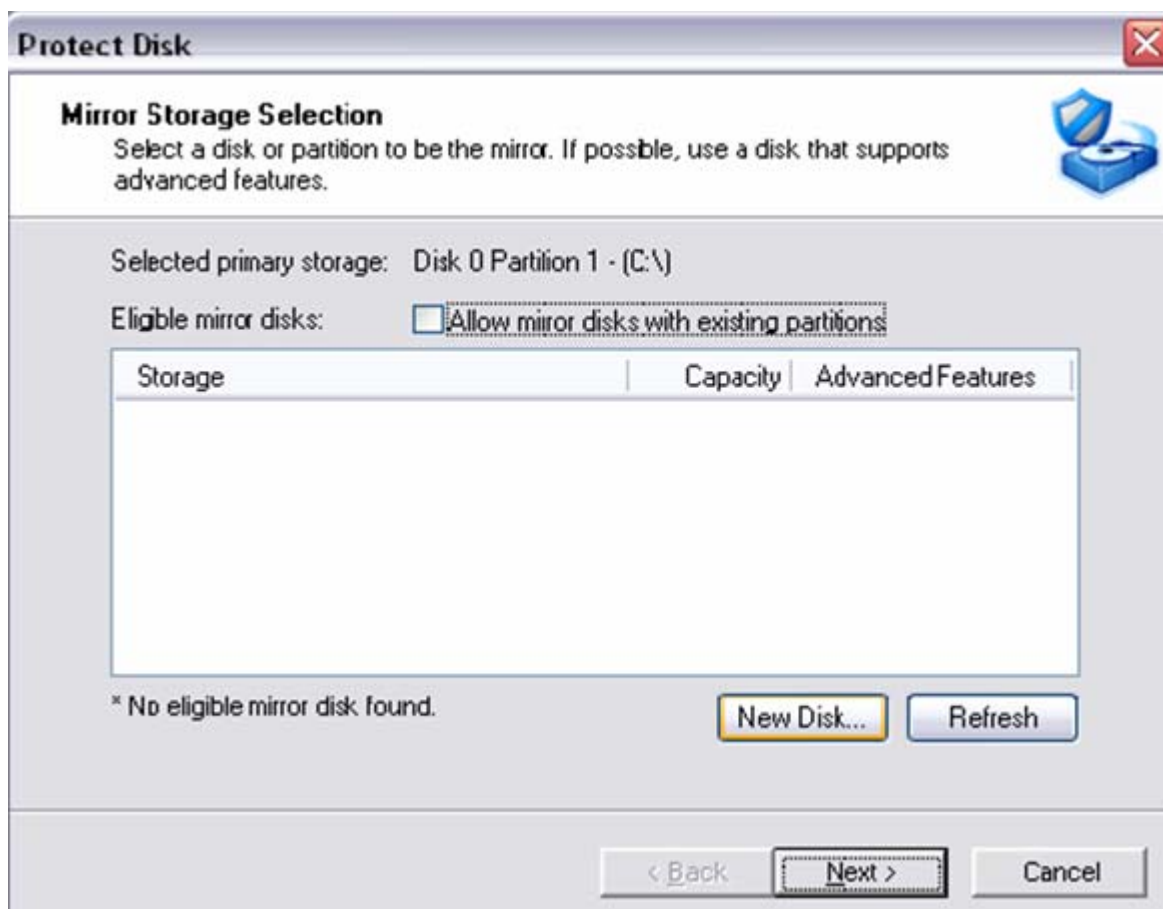 Protect Disk
Mirror Storage Selection
Select a disk or partition to be the mirror. If possible, use a disk that supports
advanced features.
Selected primary storage: Disk 0 Partition 1 - (C:\)
Eligible mirror disks: Allow mirror disks with existing partitions
Storage Capacity Advanced Features
* No eligible mirror disk found.
New Disk... Refresh
< Back Next > Cancel